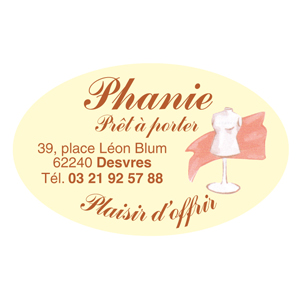 Phanie
Prêt à porter
39, place Léon Blum
62240 Desvres
Tél. 03 21 92 57 88
Plaisir d'offrir